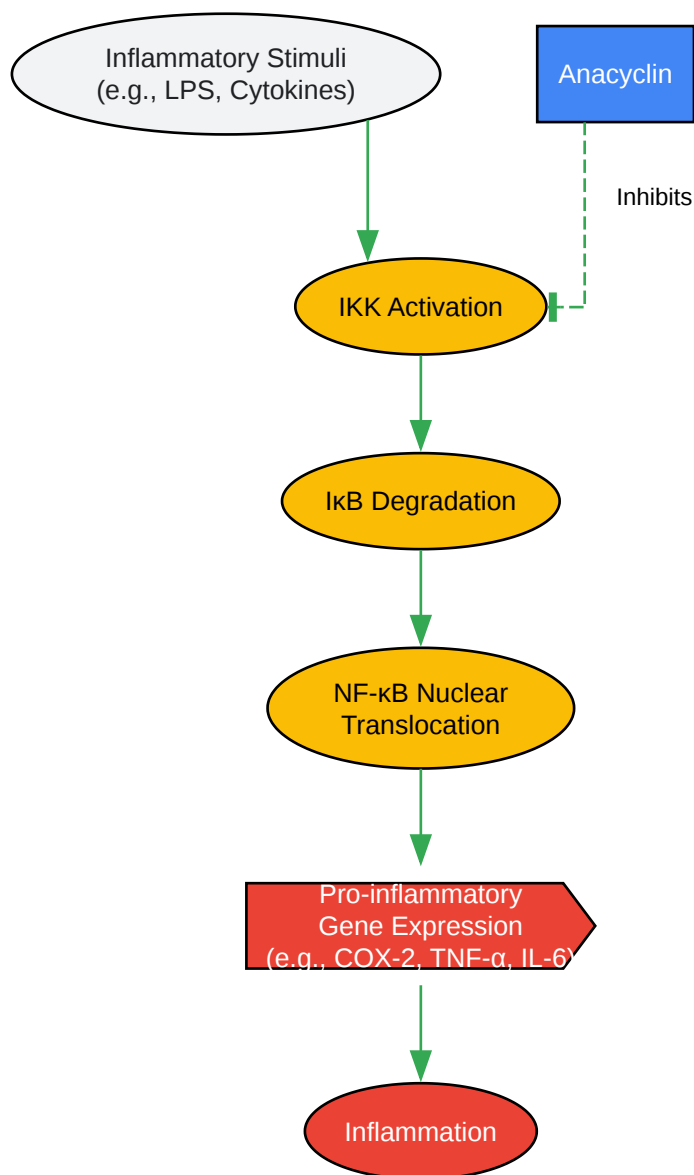 Inflammatory Stimuli
(e.g., LPS, Cytokines)
Anacyclin
Inhibits
IKK Activation
IκB Degradation
NF-κB Nuclear
Translocation
Pro-inflammatory
Gene Expression
(e.g., COX-2, TNF-α, IL-6)
Inflammation